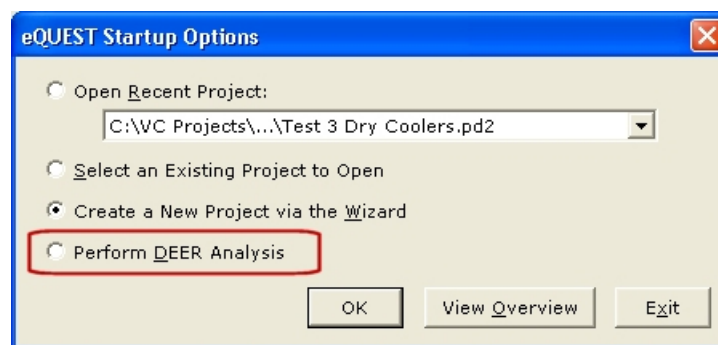 eQUEST Startup Options
Open Recent Project:
C:\VC Projects\...\Test 3 Dry Coolers.pd2
Select an Existing Project to Open
Create a New Project via the Wizard
Perform DEER Analysis
OK
View Overview
Exit